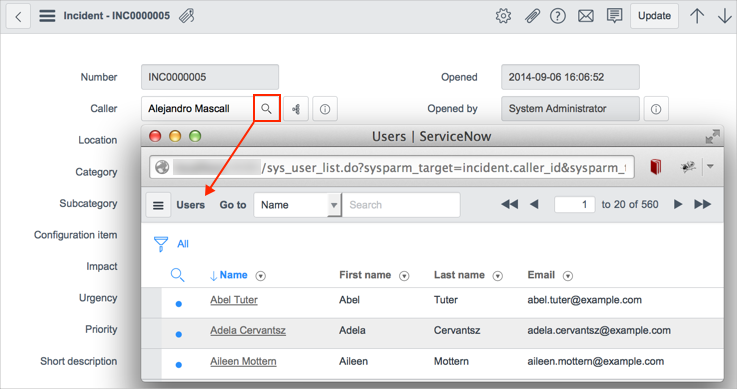 Incident - INC0000005
Update
Number INC0000005 Opened 2014-09-06 16:06:52
Caller Alejandro Mascall Opened by System Administrator
Location
Category
Subcategory
Configuration item
Impact
Urgency
Priority
Short description
Users | ServiceNow
/sys_user_list.do?sysparm_target=incident.caller_id&sysparm_
Users Go to Name Search 1 to 20 of 560
All
Name First name Last name Email
Abel Tuter Abel Tuter abel.tuter@example.com
Adela Cervantsz Adela Cervantsz adela.cervantsz@example.com
Aileen Mottern Aileen Mottern aileen.mottern@example.com